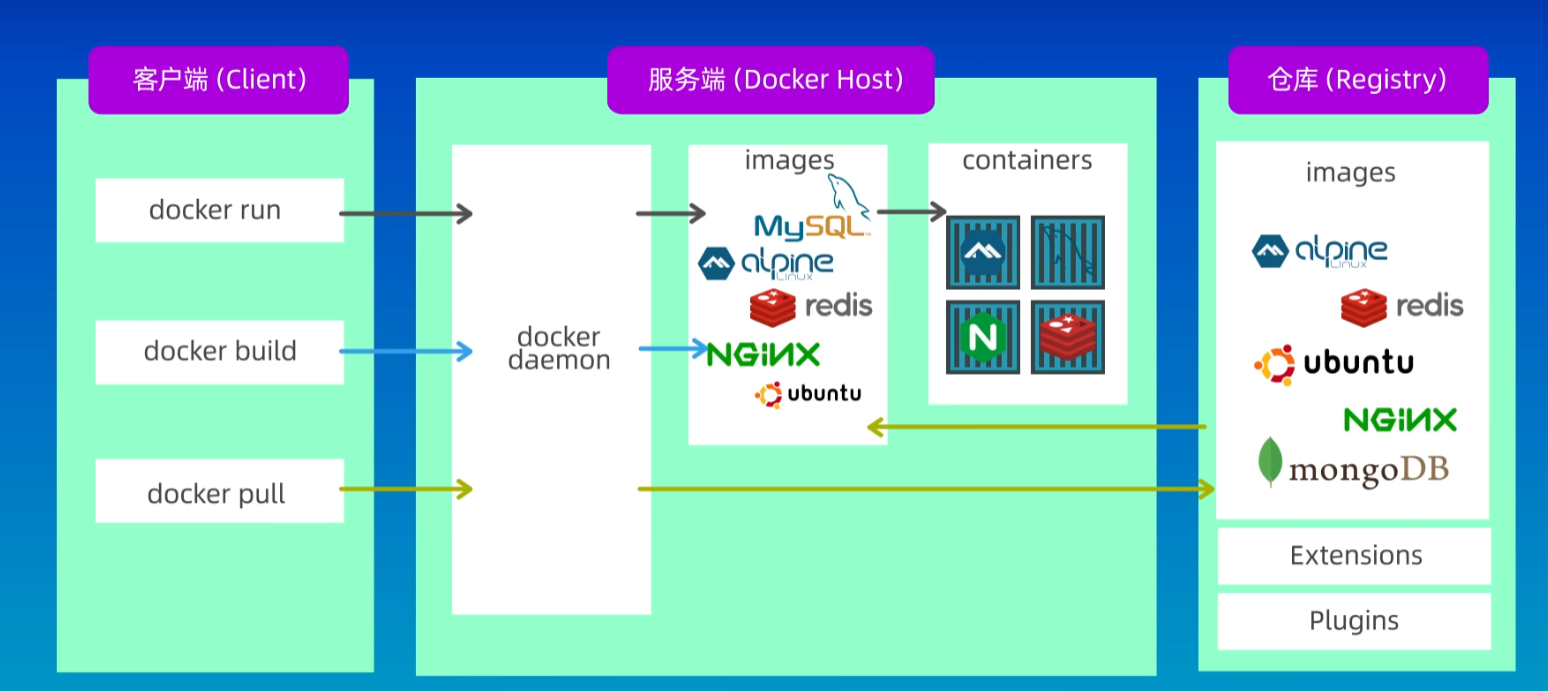 客户端 (Client)
服务端 (Docker Host)
仓库 (Registry)
docker run
docker build
docker pull
docker
daemon
images
MySQL™
alpine
Linux
redis
NGiNX
ubuntu
containers
N
images
alpine
Linux
redis
ubuntu
NGiNX
mongoDB
Extensions
Plugins